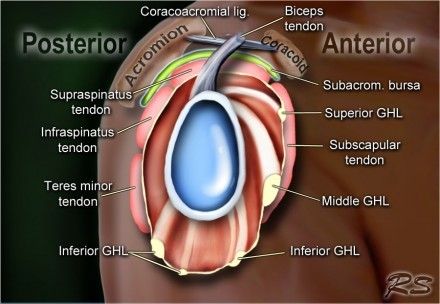 Coracoacromial lig.
Biceps
tendon
Posterior
Anterior
Acromion
Coracoid
Supraspinatus
tendon
Subacrom. bursa
Superior GHL
Infraspinatus
tendon
Subscapular
tendon
Teres minor
tendon
Middle GHL
Inferior GHL
Inferior GHL
RS